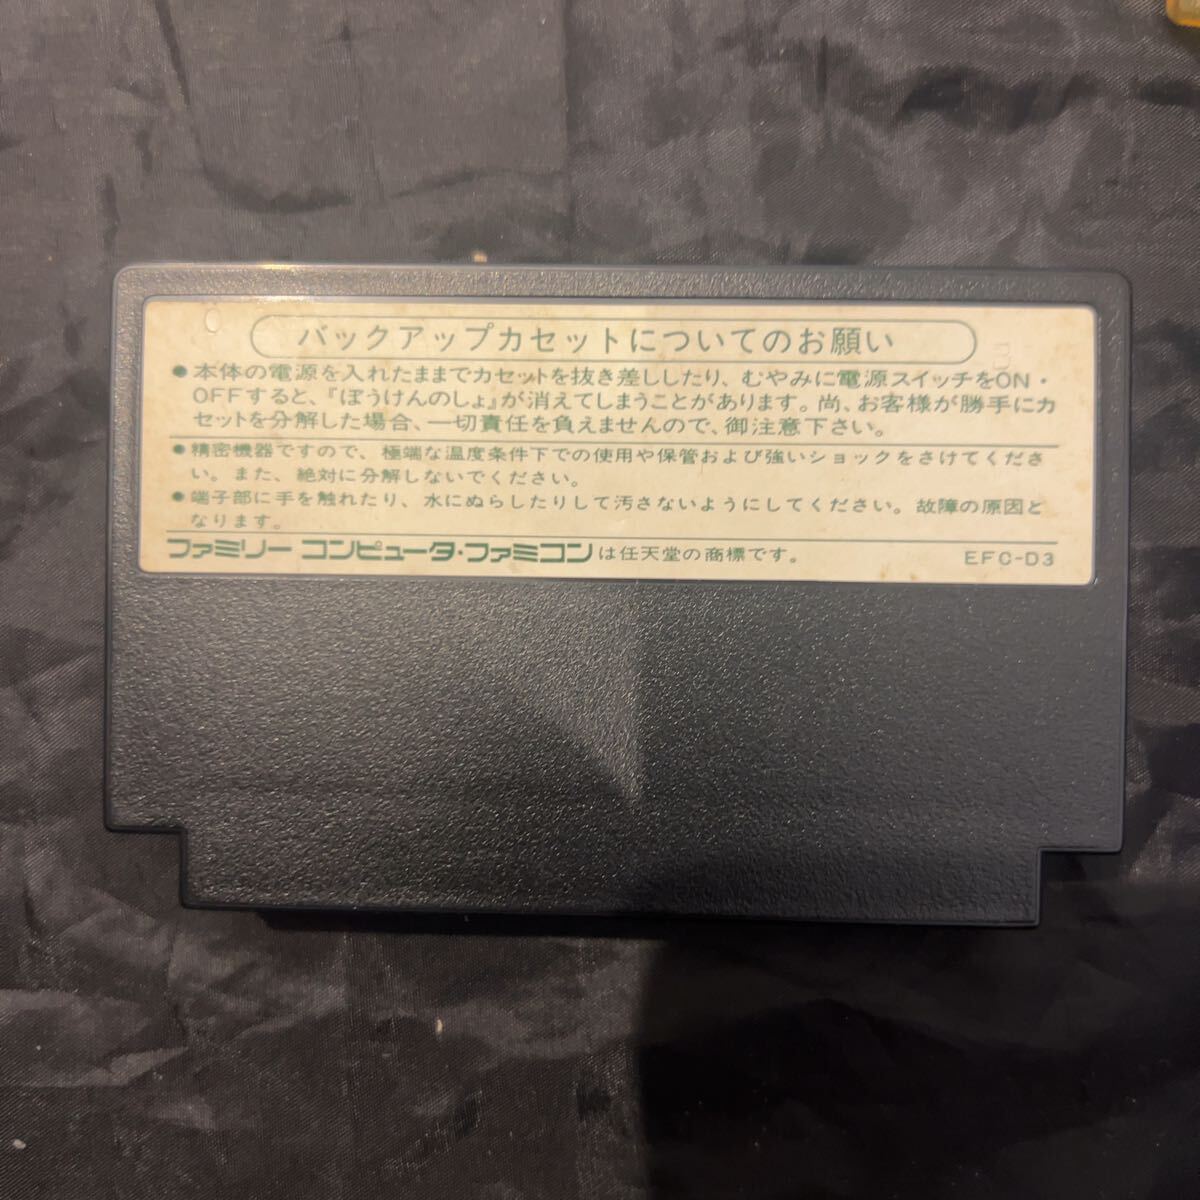 バックアップカセットについてのお願い
●本体の電源を入れたままでカセットを抜き差ししたり、むやみに電源スイッチをON・
OFFすると、『ぼうけんのしょ』が消えてしまうことがあります。尚、お客様が勝手にカ
セットを分解した場合、一切責任を負えませんので、御注意下さい。
●精密機器ですので、極端な温度条件下での使用や保管および強いショックをさけてくださ
い。また、絶対に分解しないでください。
●端子部に手を触れたり、水にぬらしたりして汚さないようにしてください。故障の原因と
なります。
ファミリー コンピュータ・ファミコンは任天堂の商標です。 EFC-D3